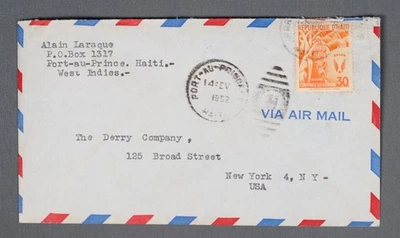 Alain Laraque
P.O.Box 1317
Port-au-Prince. Haiti.-
West Indies.-
REPUBLIQUE D'HAITI
30
PORT-AU-PRINCE
1952
VIA AIR MAIL
The Derry Company,
125 Broad Street
New York 4, N.Y-
USA